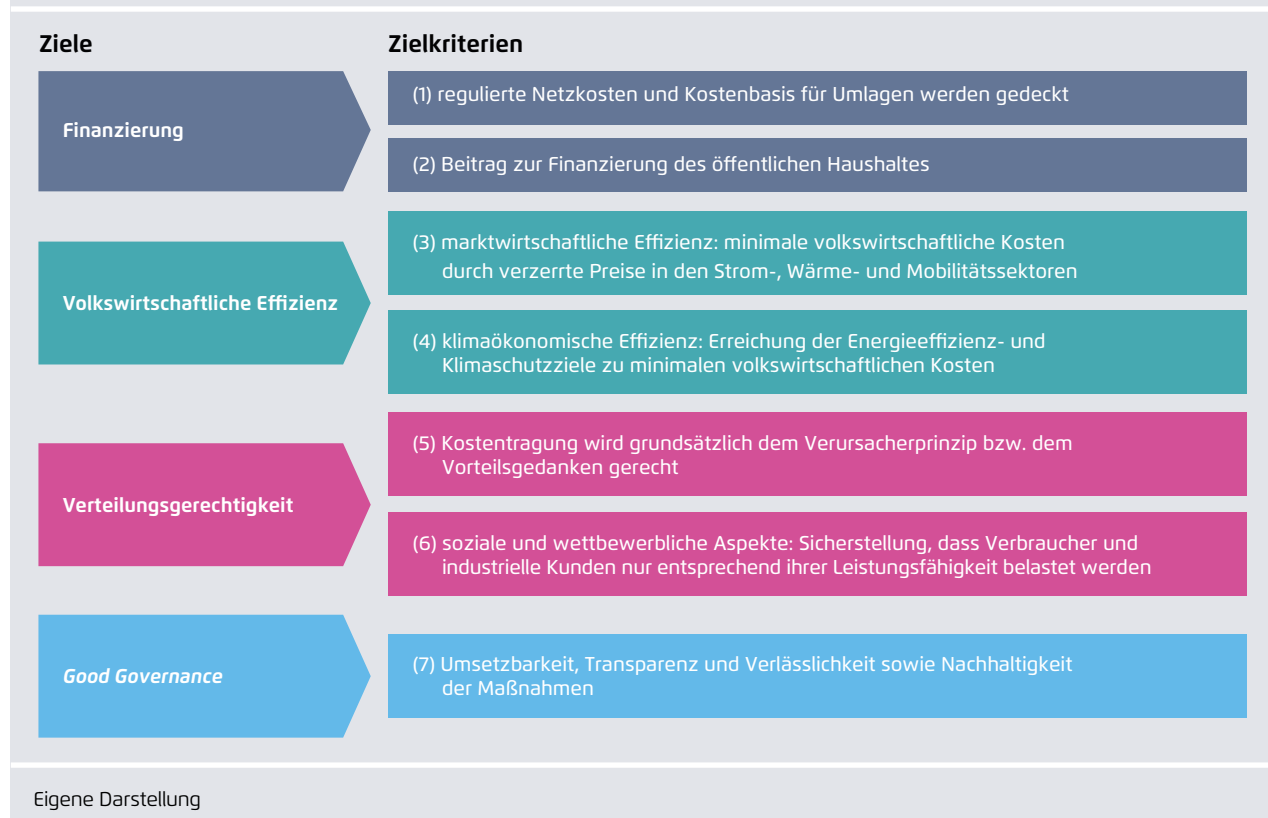 Ziele
Zielkriterien
Finanzierung
(1) regulierte Netzkosten und Kostenbasis für Umlagen werden gedeckt
(2) Beitrag zur Finanzierung des öffentlichen Haushaltes
Volkswirtschaftliche Effizienz
(3) marktwirtschaftliche Effizienz: minimale volkswirtschaftliche Kosten
durch verzerrte Preise in den Strom-, Wärme- und Mobilitätssektoren
(4) klimaökonomische Effizienz: Erreichung der Energieeffizienz- und
Klimaschutzziele zu minimalen volkswirtschaftlichen Kosten
Verteilungsgerechtigkeit
(5) Kostentragung wird grundsätzlich dem Verursacherprinzip bzw. dem
Vorteilsgedanken gerecht
(6) soziale und wettbewerbliche Aspekte: Sicherstellung, dass Verbraucher und
industrielle Kunden nur entsprechend ihrer Leistungsfähigkeit belastet werden
Good Governance
(7) Umsetzbarkeit, Transparenz und Verlässlichkeit sowie Nachhaltigkeit
der Maßnahmen
Eigene Darstellung